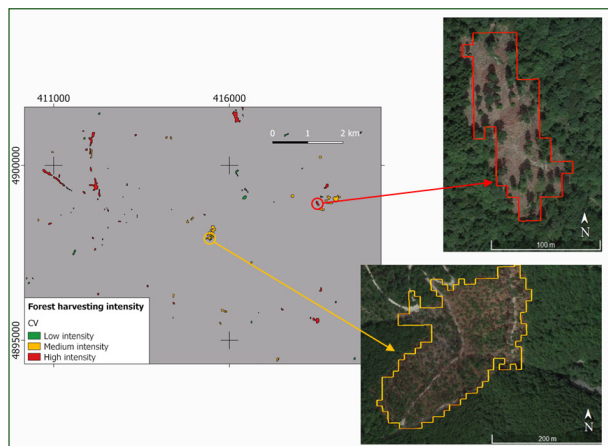 411000
416000
0 1 2 km
4900000
4895000
Forest harvesting intensity
CV
Low intensity
Medium intensity
High intensity
N
100 m
N
200 m